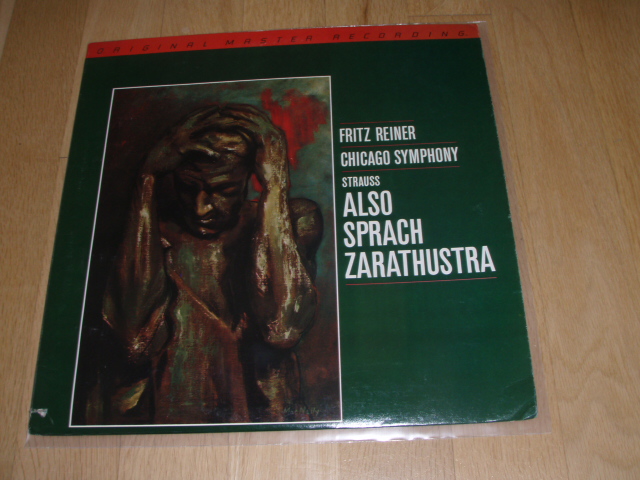 ORIGINAL MASTER RECORDING
FRITZ REINER
CHICAGO SYMPHONY
STRAUSS
ALSO
SPRACH
ZARATHUSTRA